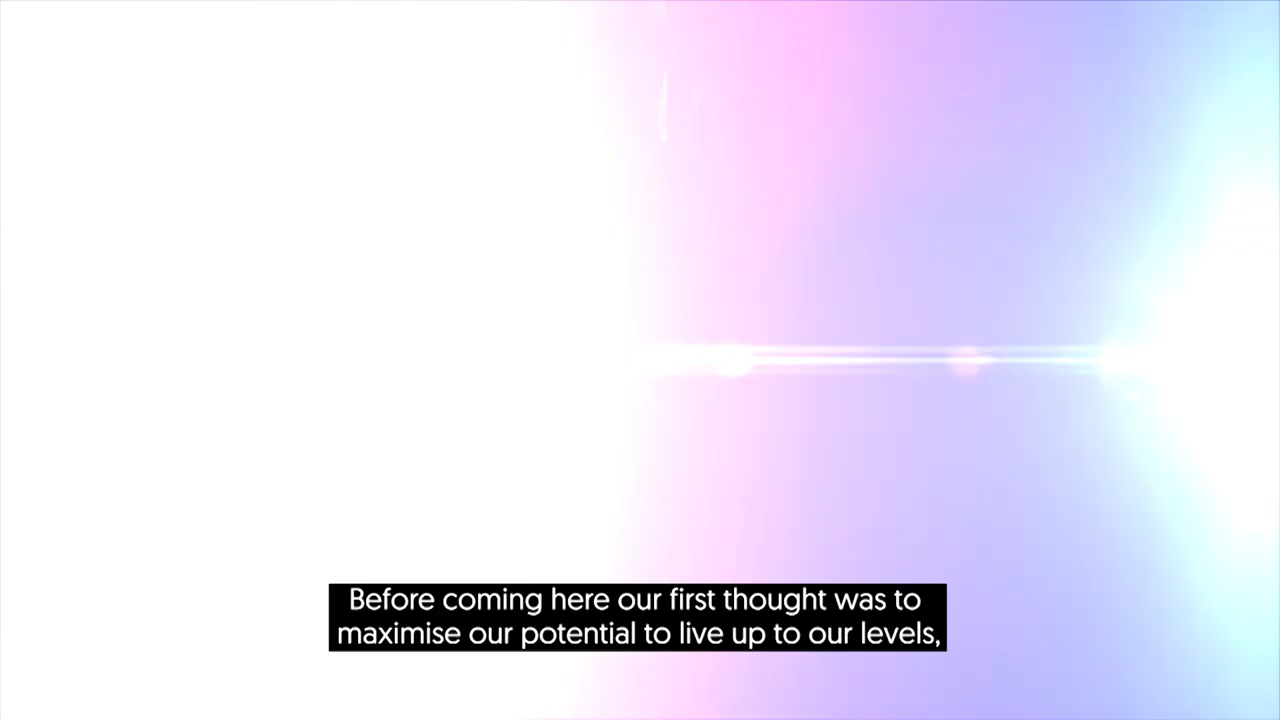 Before coming here our first thought was to
maximise our potential to live up to our levels,